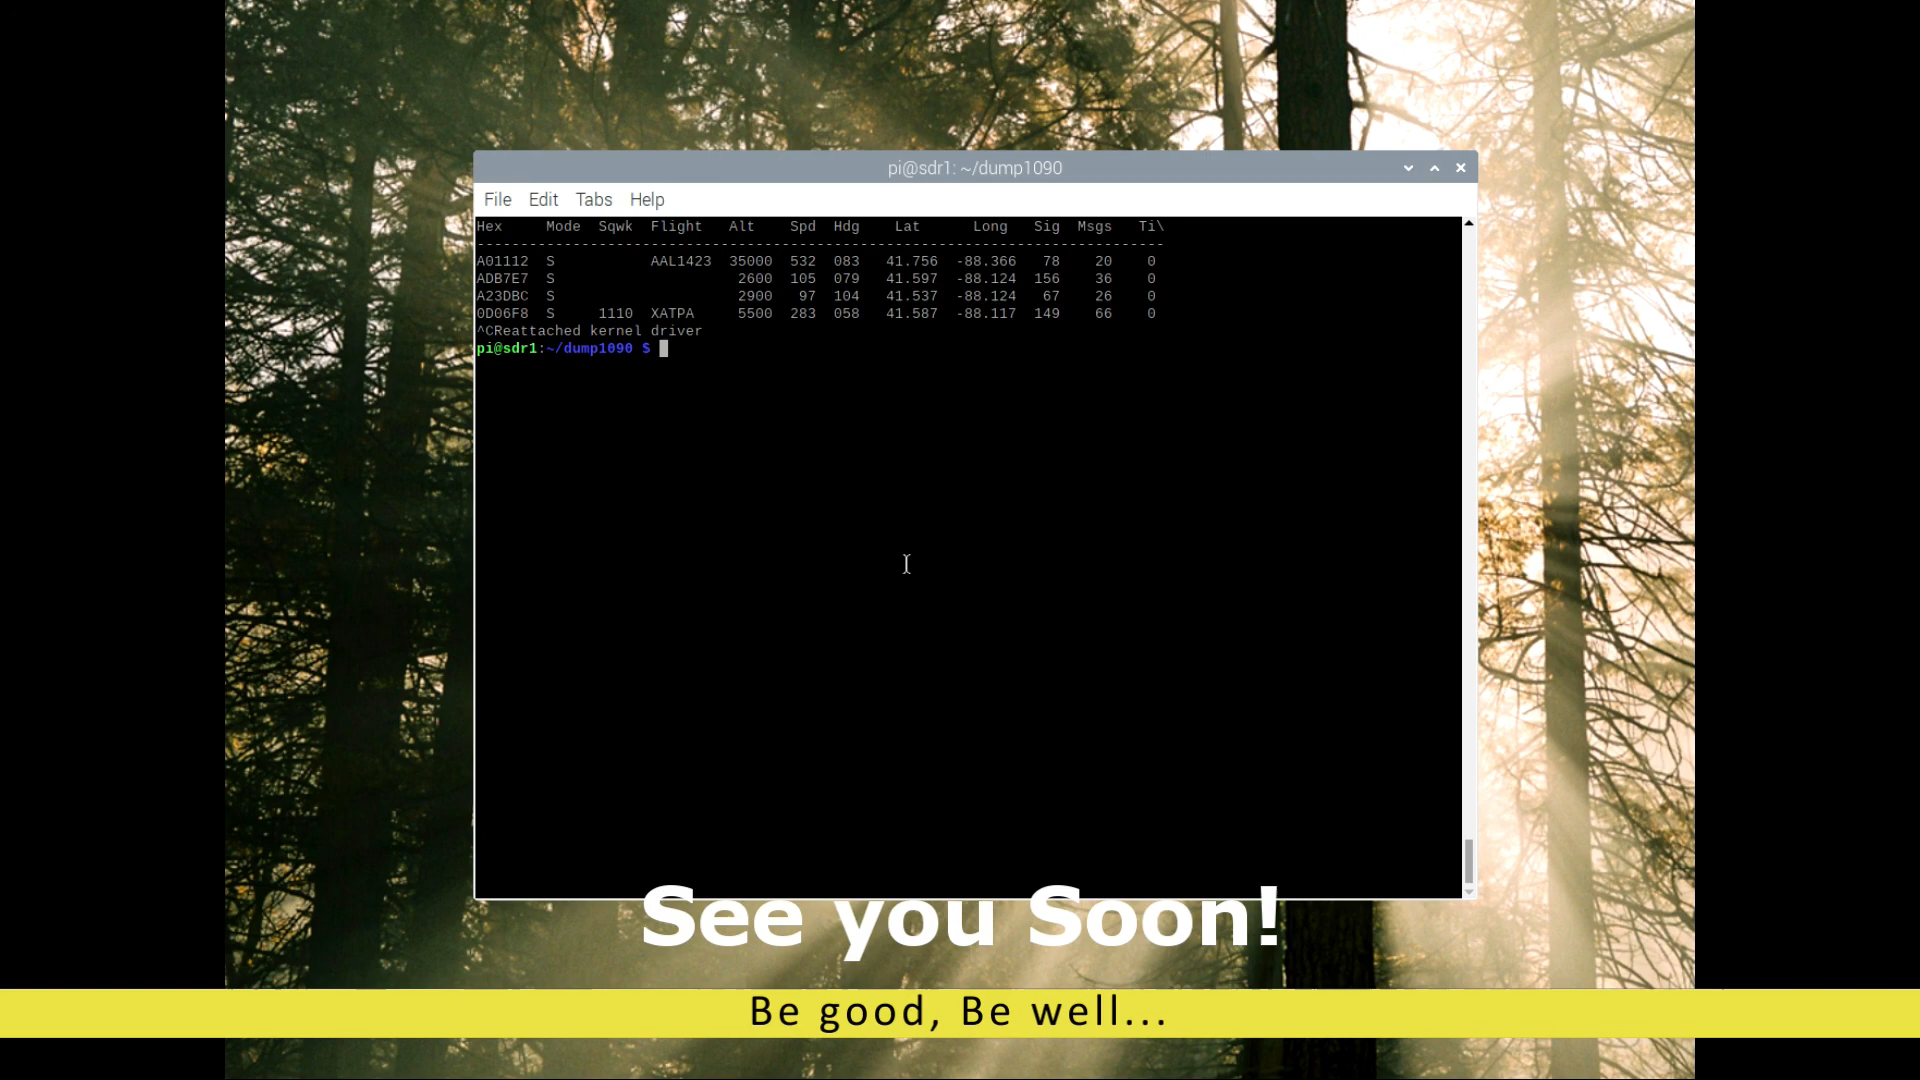 pi@sdr1: ~/dump1090
File Edit Tabs Help
Hex Mode Sqwk Flight Alt Spd Hdg Lat Long Sig Msgs Ti\
-------------------------------------------------------------------------------
A01112 S AAL1423 35000 532 083 41.756 -88.366 78 20 0
ADB7E7 S 2600 105 079 41.597 -88.124 156 36 0
A23DBC S 2900 97 104 41.537 -88.124 67 26 0
0D06F8 S 1110 XATPA 5500 283 058 41.587 -88.117 149 66 0
^CReattached kernel driver
pi@sdr1:~/dump1090 $
See you Soon!
Be good, Be well...